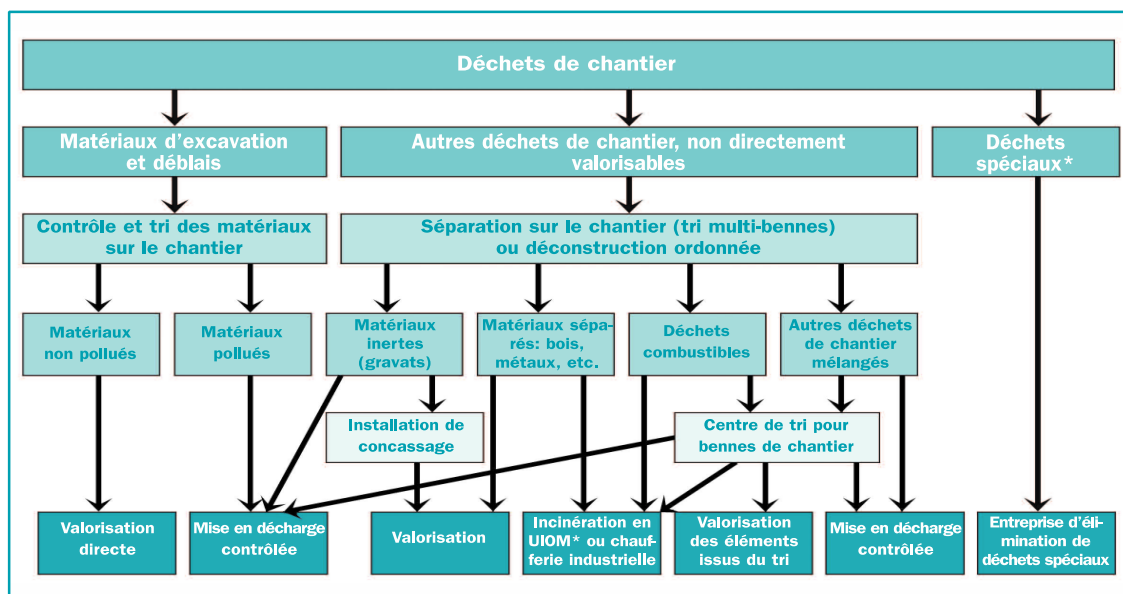 Déchets de chantier
Matériaux d'excavation
et déblais
Autres déchets de chantier, non directement
valorisables
Déchets
spéciaux*
Contrôle et tri des matériaux
sur le chantier
Séparation sur le chantier (tri multi-bennes)
ou déconstruction ordonnée
Matériaux
non pollués
Matériaux
pollués
Matériaux
inertes
(gravats)
Matériaux sépa-
rés: bois,
métaux, etc.
Déchets
combustibles
Autres déchets
de chantier
mélangés
Installation de
concassage
Centre de tri pour
bennes de chantier
Valorisation
directe
Mise en décharge
contrôlée
Valorisation
Incinération en
UIOM* ou chauf-
ferie industrielle
Valorisation
des éléments
issus du tri
Mise en décharge
contrôlée
Entreprise d'éli-
mination de
déchets spéciaux